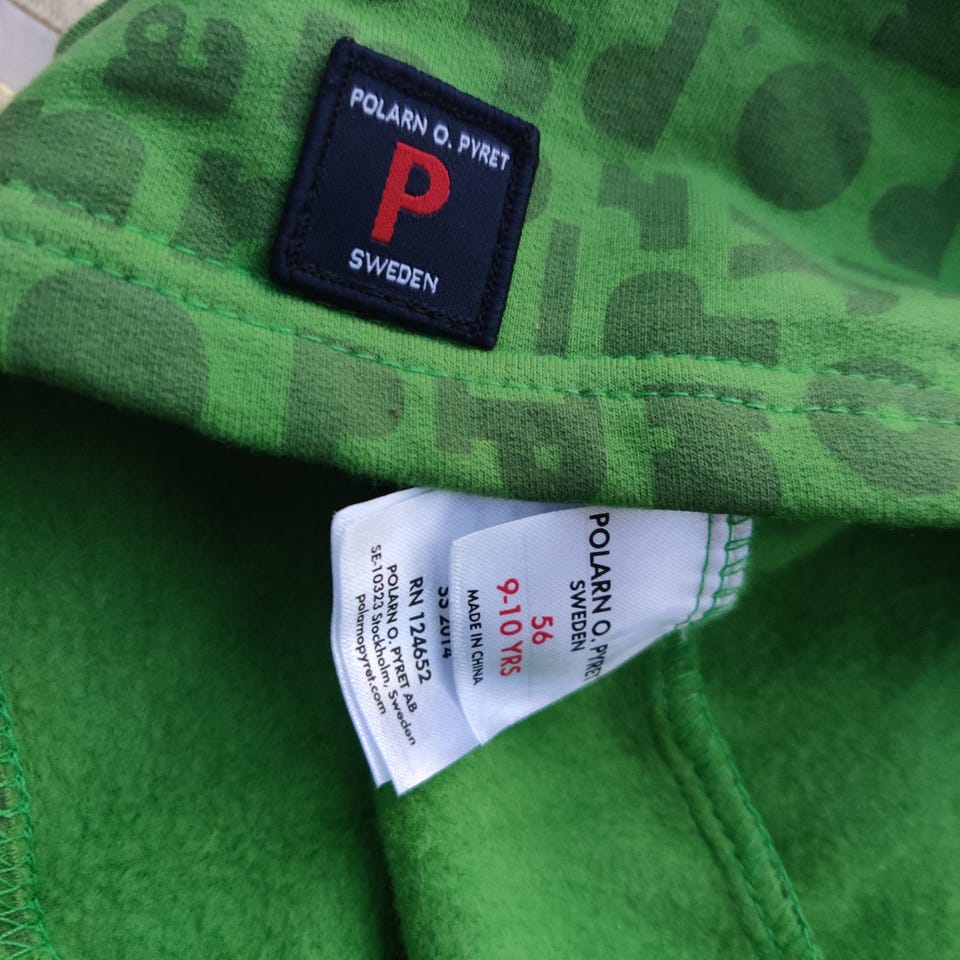 POLARN O. PYRET
P
SWEDEN
POLARN O. PYRET
SWEDEN
56
9-10 YRS
MADE IN CHINA
SS 2014
RN 124652
POLARN O. PYRET AB
SE-10323 Stockholm, Sweden
polarnopyret.com